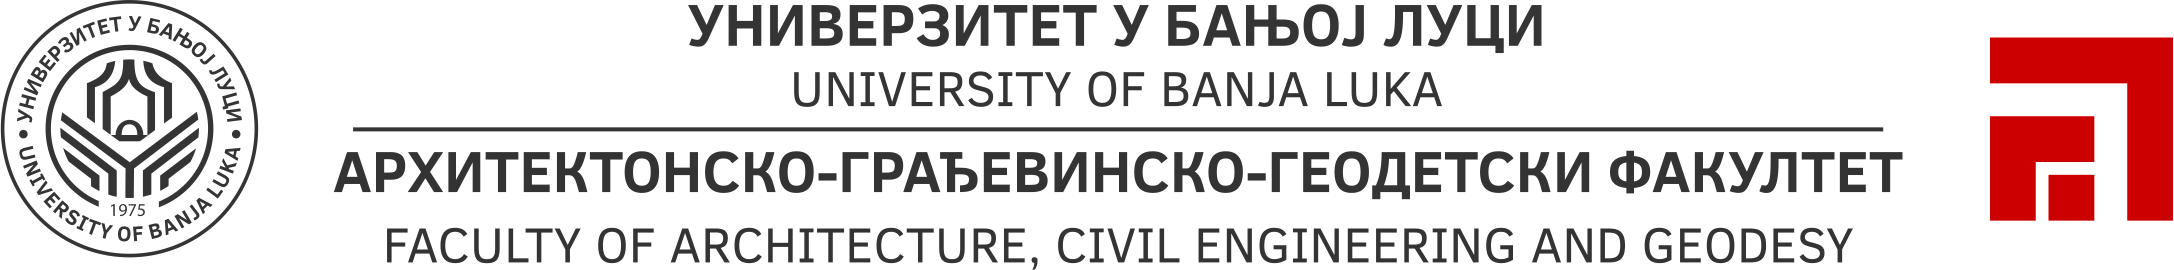 УНИВЕРЗИТЕТ У БАЊОЈ ЛУЦИ
UNIVERSITY OF BANJA LUKA
1975
УНИВЕРЗИТЕТ У БАЊОЈ ЛУЦИ
UNIVERSITY OF BANJA LUKA
АРХИТЕКТОНСКО-ГРАЂЕВИНСКО-ГЕОДЕТСКИ ФАКУЛТЕТ
FACULTY OF ARCHITECTURE, CIVIL ENGINEERING AND GEODESY